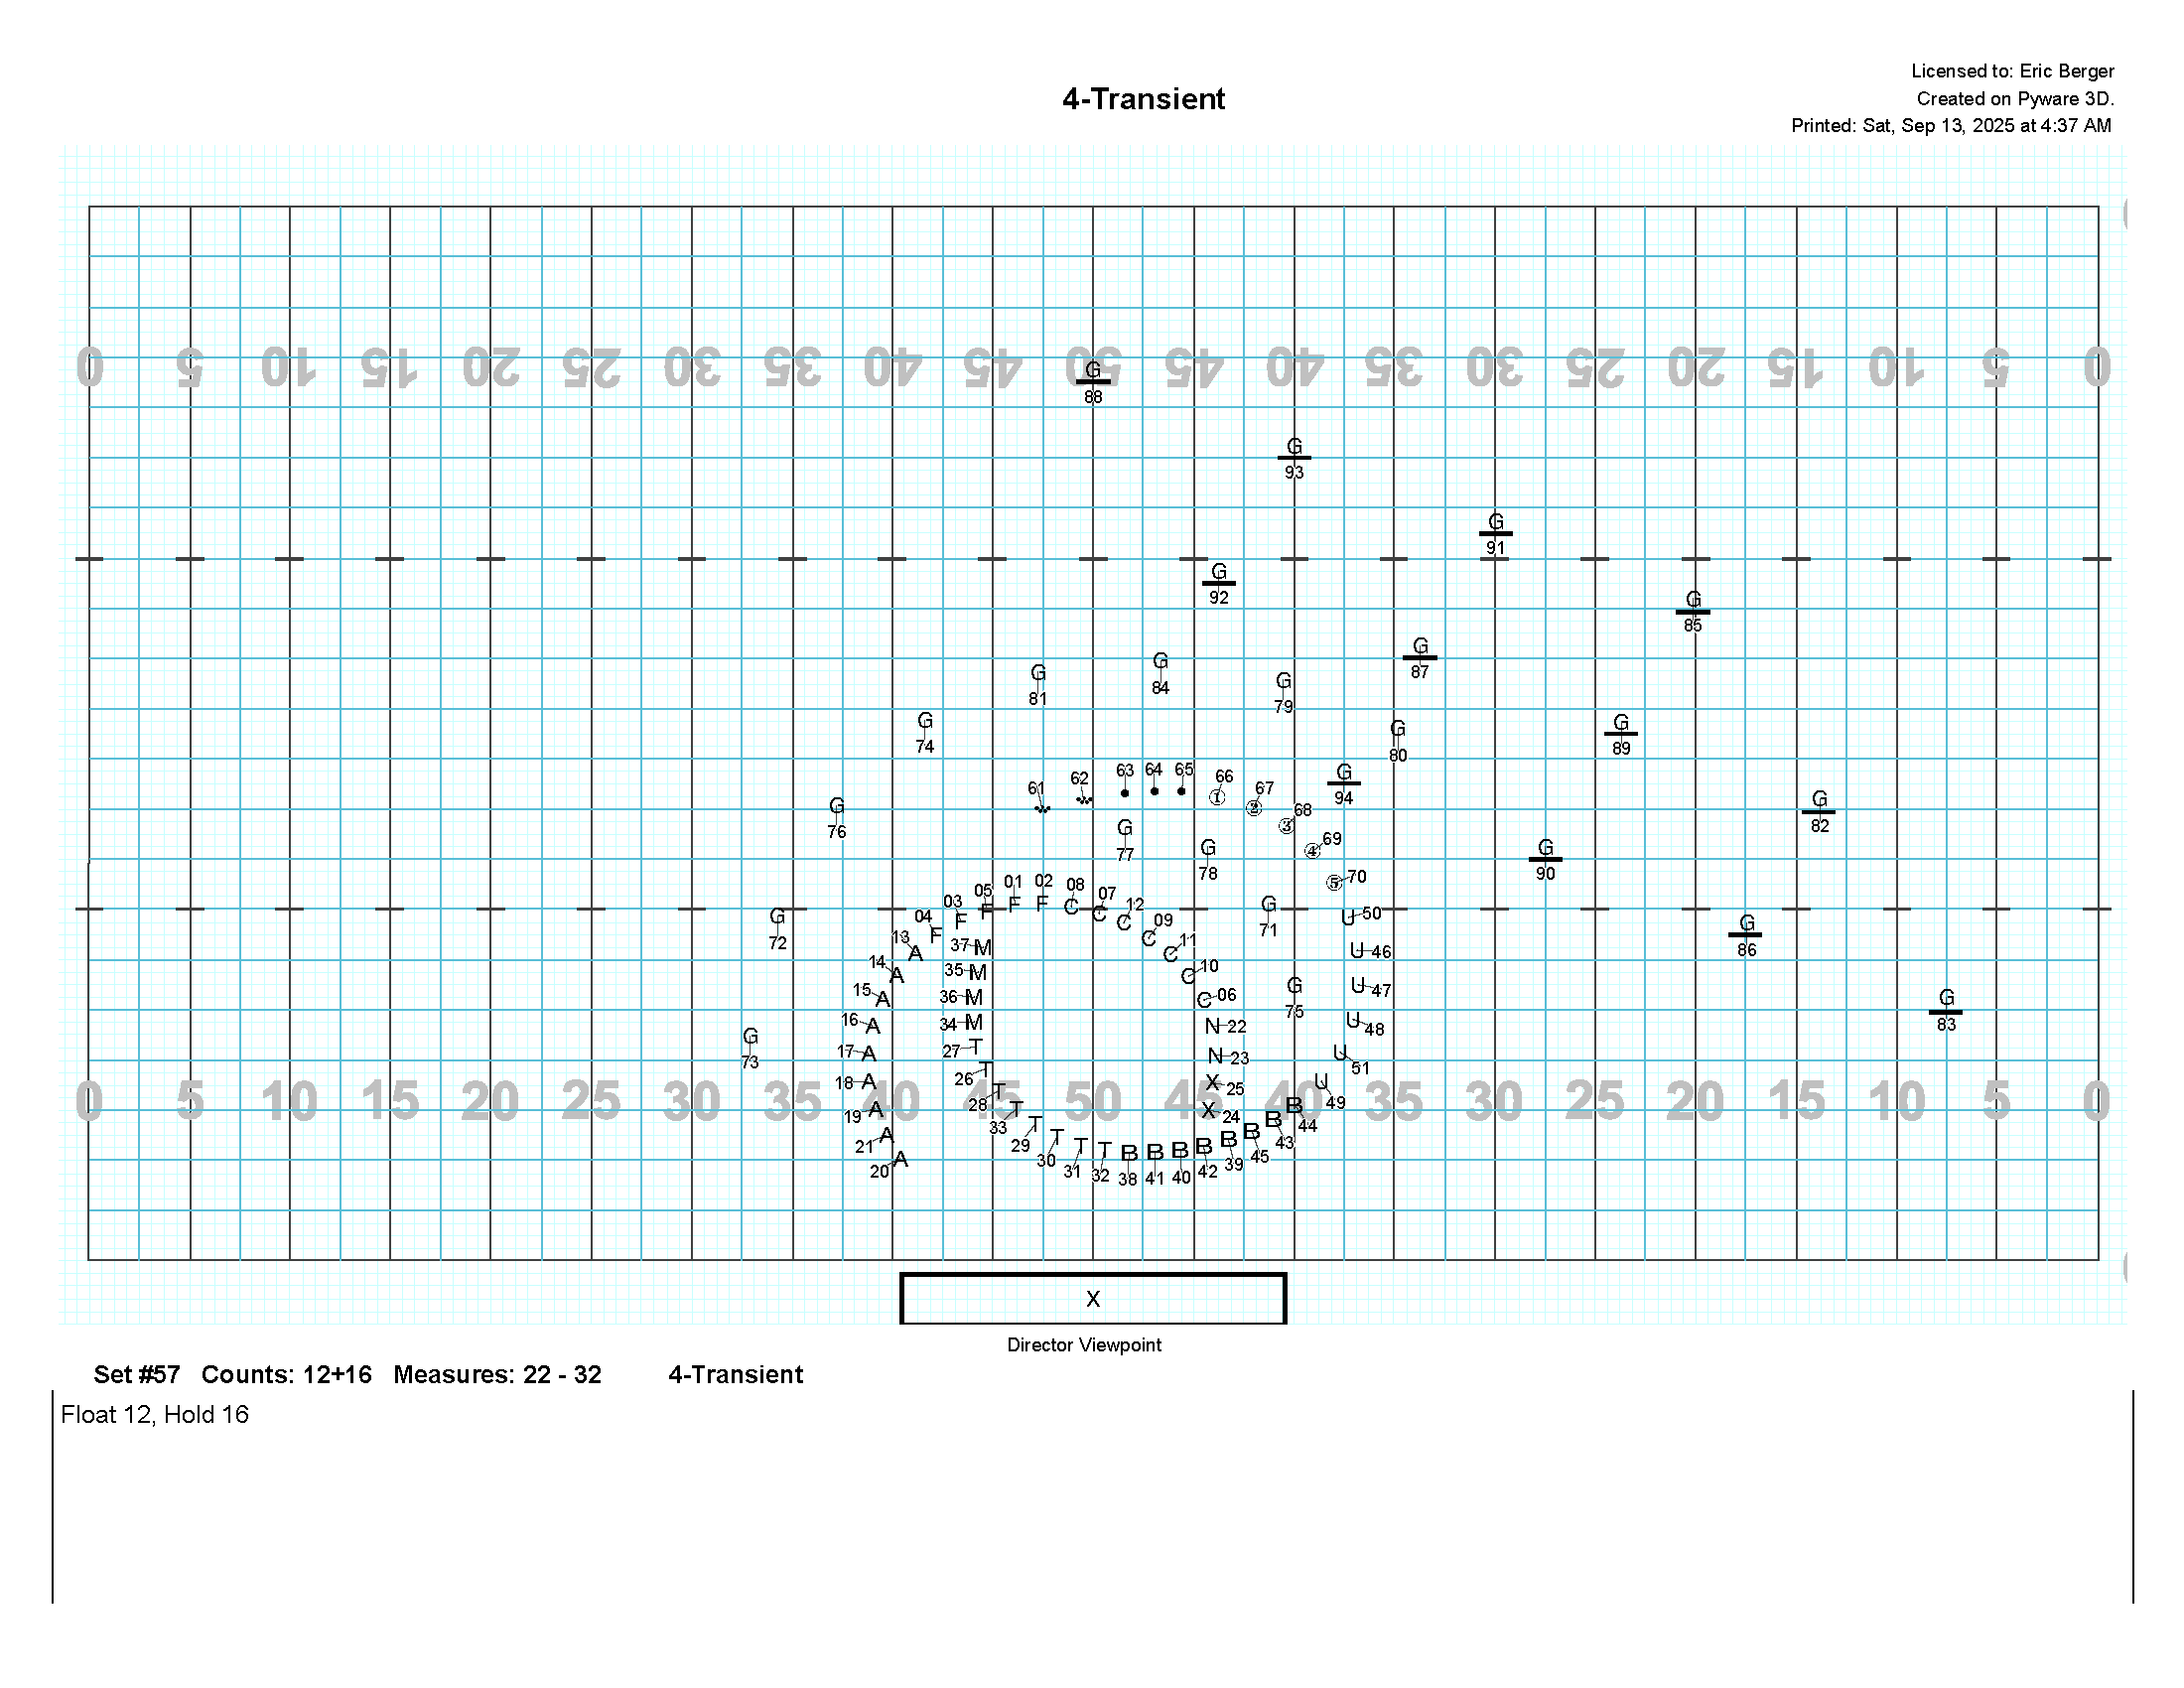 Licensed to: Eric Berger
4-Transient
Created on Pyware 3D.
Printed: Sat, Sep 13, 2025 at 4:37 AM
0 5 10 15 20 25 30 35 40 45 50 45 40 35 30 25 20 15 10 5 0
G
88
G
93
G
91
G
92
G
85
G
87
G
81
G
84
G
79
G
74
G
80
G
89
63 64 65
62
66
61
67
G
94
68
G
76
1
2
3
G
82
69
4
G
77
G
78
G
90
5 70
01 02 08
05
07
03
12
04
F F F F F
C C C
09
G
71
U 50
G
72
G
86
13 A
37 M
C
11
C
U 46
14 A
35 M
10
C
15 A
36 M
C 06
G
75
U 47
G
83
16 A
34 M
N 22
U 48
G
73
17 A
27 T
N 23
U 51
26 T
18 A
X 25
U 49
0 5 10 15 20 25 30 35 40 45 50 45 40 35 30 25 20 15 10 5 0
28 T
19 A
33 T
X 24
B 44
29 T
B 43
21 A
30 T
B 45
20 A
31 T
32 T
B 38
B 41
B 40
B 42
B 39
X
Director Viewpoint
Set #57 Counts: 12+16 Measures: 22 - 32 4-Transient
Float 12, Hold 16